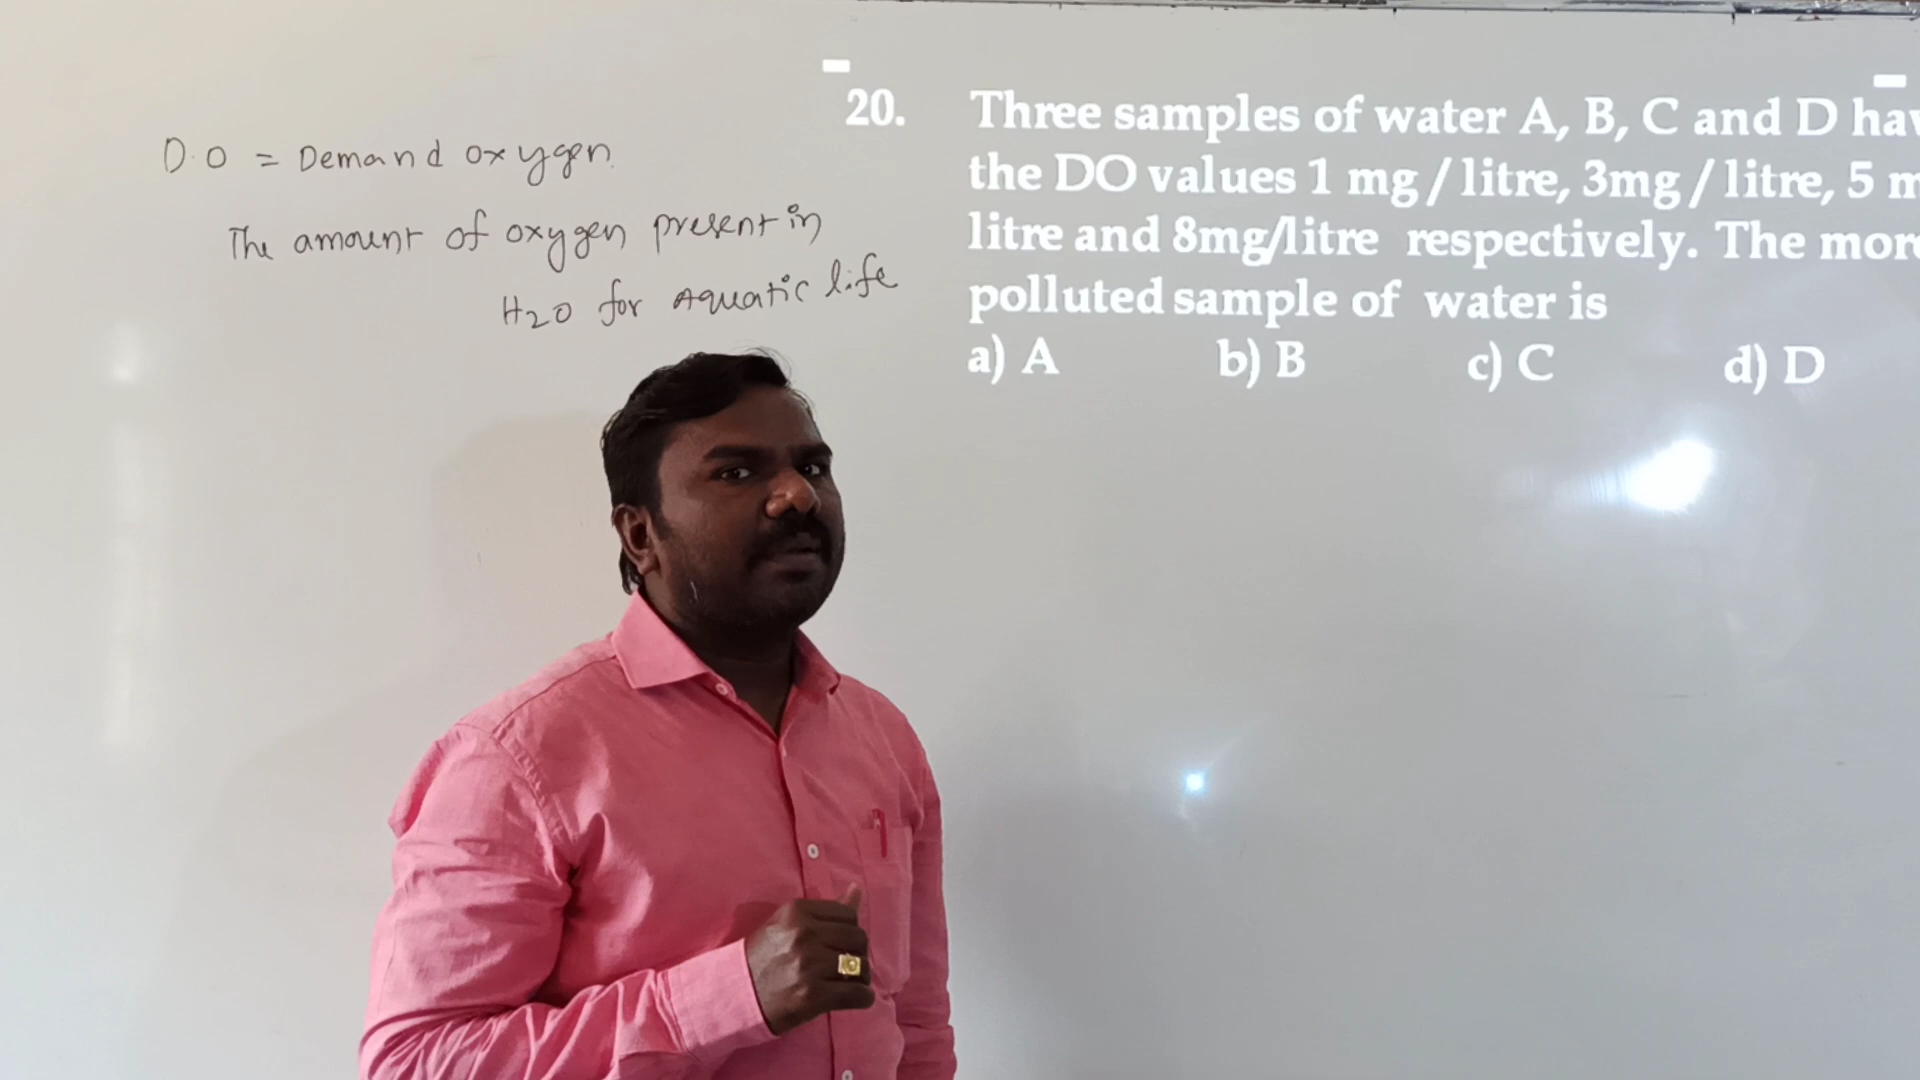 D.O = Demand oxygen.
The amount of oxygen present in
H2O for Aquatic life
20. Three samples of water A, B, C and D hav
the DO values 1 mg / litre, 3mg / litre, 5 m
litre and 8mg/litre respectively. The more
polluted sample of water is
a) A b) B c) C d) D